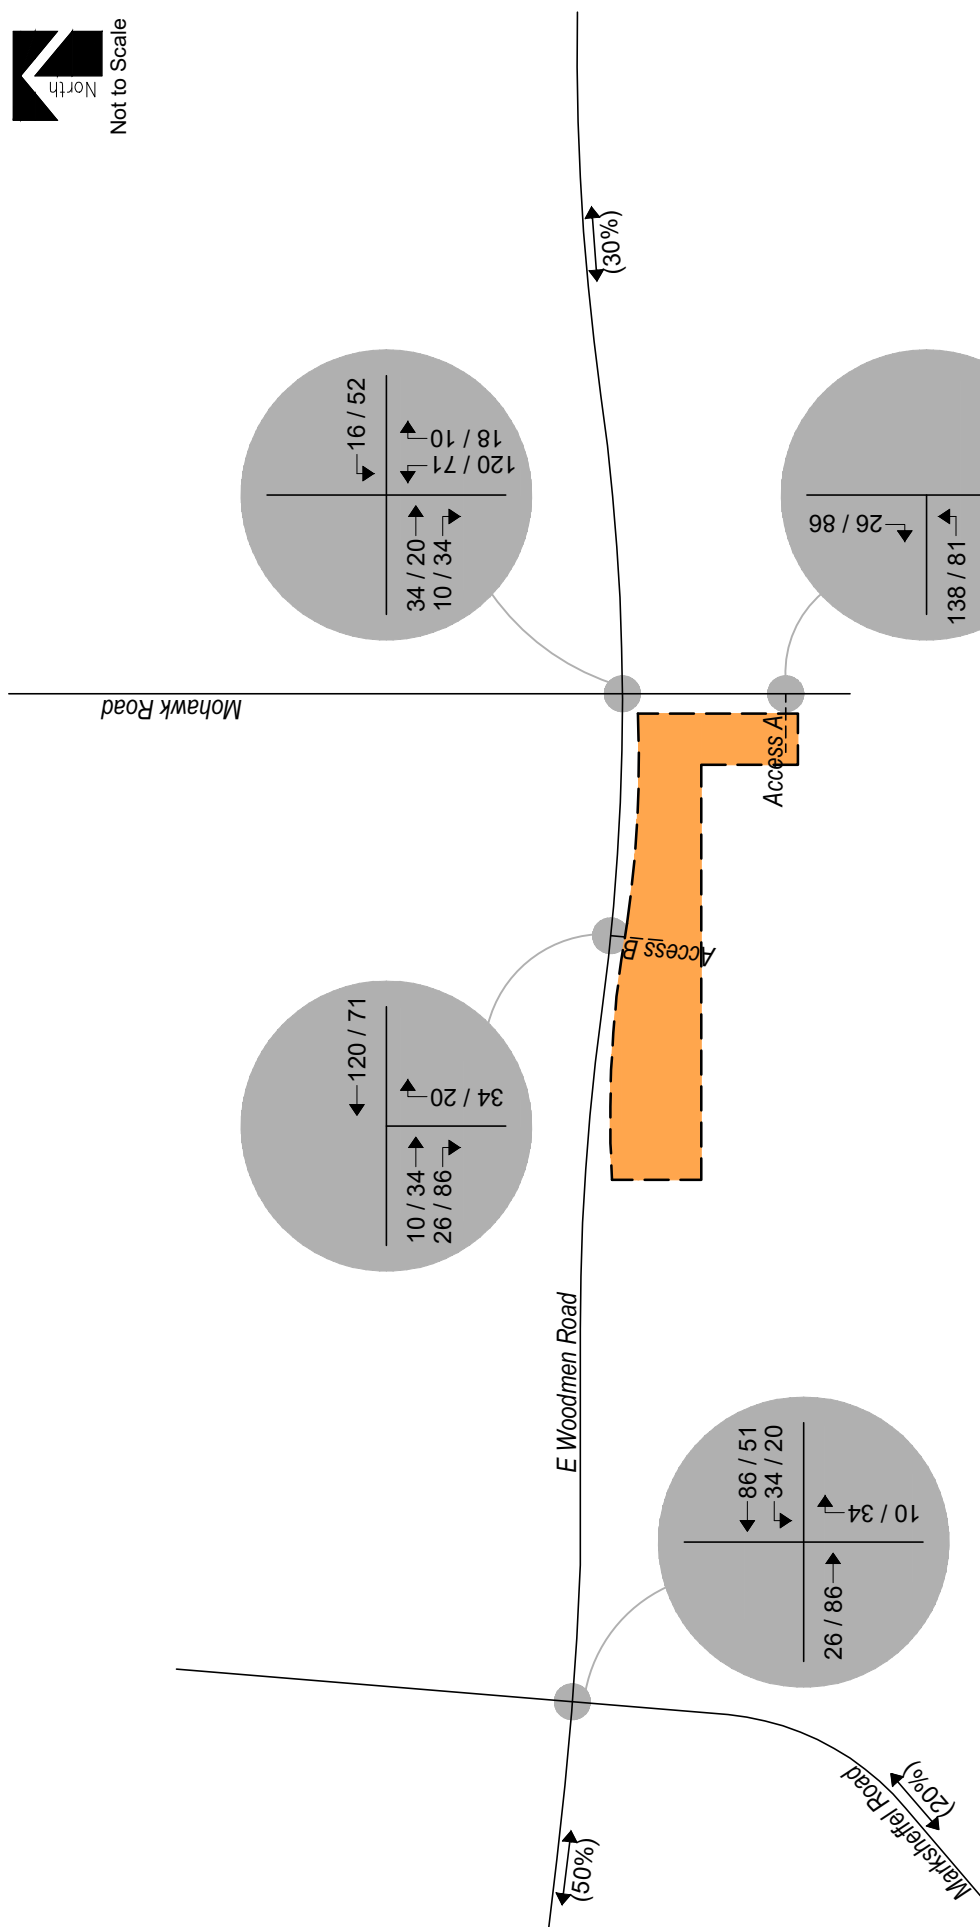 North
Not to Scale
(30%)
16 / 52
18 / 10
120 / 71
34 / 20
10 / 34
26 / 86
138 / 81
Mohawk Road
Access A
Access B
120 / 71
34 / 20
10 / 34
26 / 86
E Woodmen Road
86 / 51
34 / 20
10 / 34
26 / 86
Marksheffel Road
(20%)
(50%)